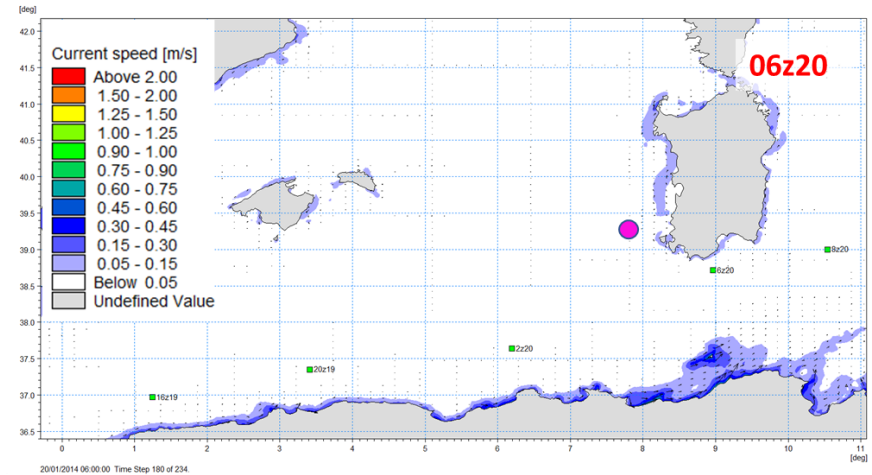 [deg]
42.0
41.5
41.0
40.5
40.0
39.5
39.0
38.5
38.0
37.5
37.0
36.5
Current speed [m/s]
Above 2.00
1.50 - 2.00
1.25 - 1.50
1.00 - 1.25
0.90 - 1.00
0.75 - 0.90
0.60 - 0.75
0.45 - 0.60
0.30 - 0.45
0.15 - 0.30
0.05 - 0.15
Below 0.05
Undefined Value
06z20
8z20
6z20
2z20
20z19
16z19
0 1 2 3 4 5 6 7 8 9 10 11
[deg]
20/01/2014 06:00:00 Time Step 180 of 234.